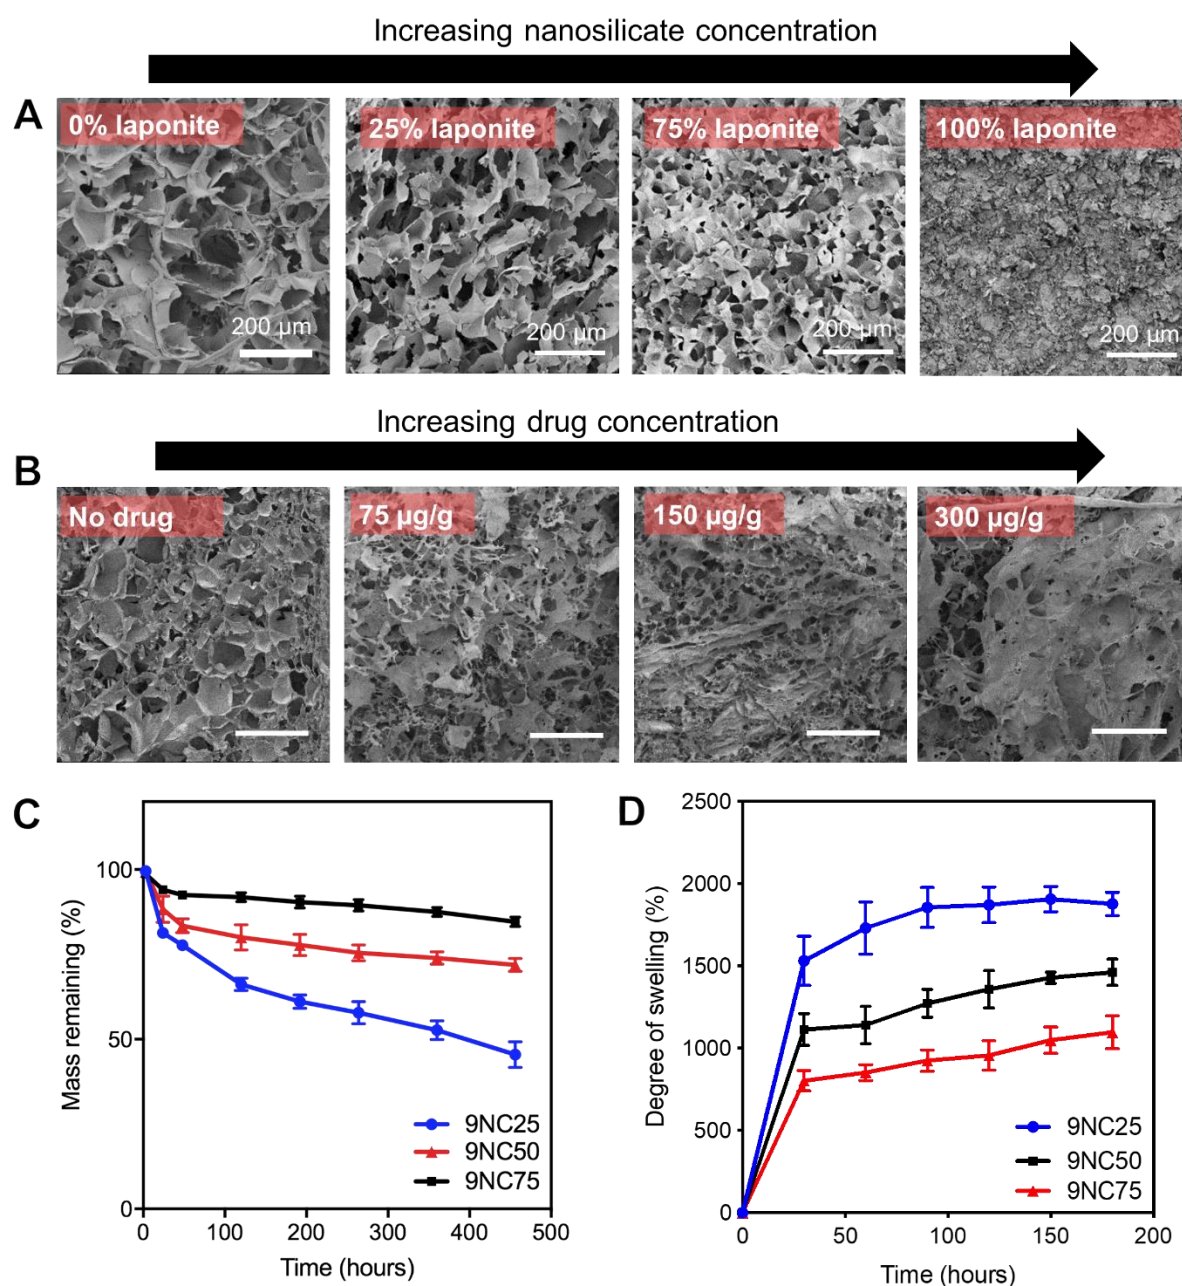 Increasing nanosilicate concentration
A
0% laponite
25% laponite
75% laponite
100% laponite
200 µm
200 µm
200 µm
200 µm
Increasing drug concentration
B
No drug
75 µg/g
150 µg/g
300 µg/g
C
Mass remaining (%)
100
50
0
0
100
200
300
400
500
Time (hours)
9NC25
9NC50
9NC75
D
Degree of swelling (%)
2500
2000
1500
1000
500
0
0
50
100
150
200
Time (hours)
9NC25
9NC50
9NC75